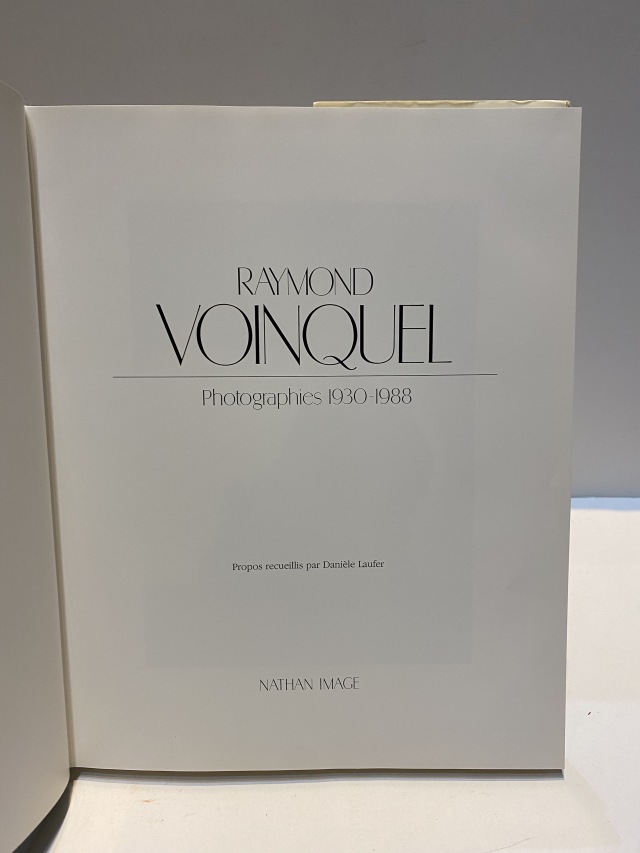 RAYMOND
VOINQUEL
Photographies 1930-1988
Propos recueillis par Danièle Laufer
NATHAN IMAGE